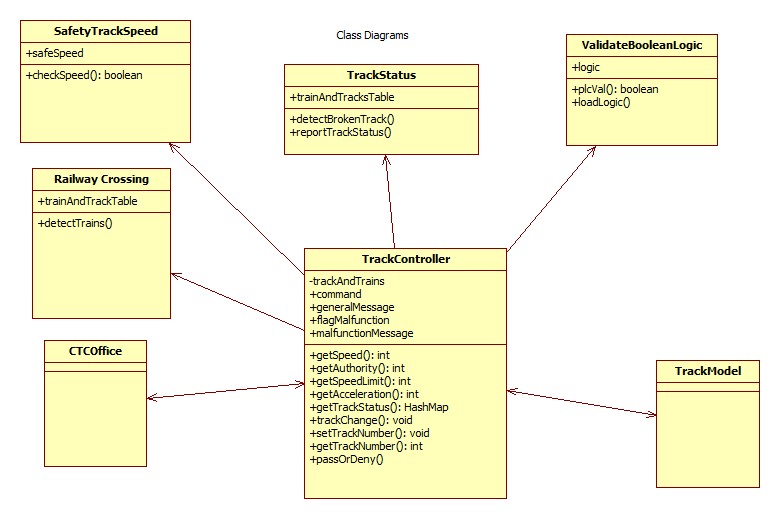 Class Diagrams
SafetyTrackSpeed
+safeSpeed
+checkSpeed(): boolean
TrackStatus
+trainAndTracksTable
+detectBrokenTrack()
+reportTrackStatus()
ValidateBooleanLogic
+logic
+plcVal(): boolean
+loadLogic()
Railway Crossing
+trainAndTrackTable
+detectTrains()
TrackController
-trackAndTrains
+command
+generalMessage
+flagMalfunction
+malfunctionMessage
+getSpeed(): int
+getAuthority(): int
+getSpeedLimit(): int
+getAcceleration(): int
+getTrackStatus(): HashMap
+trackChange(): void
+setTrackNumber(): void
+getTrackNumber(): int
+passOrDeny()
CTCOffice
TrackModel